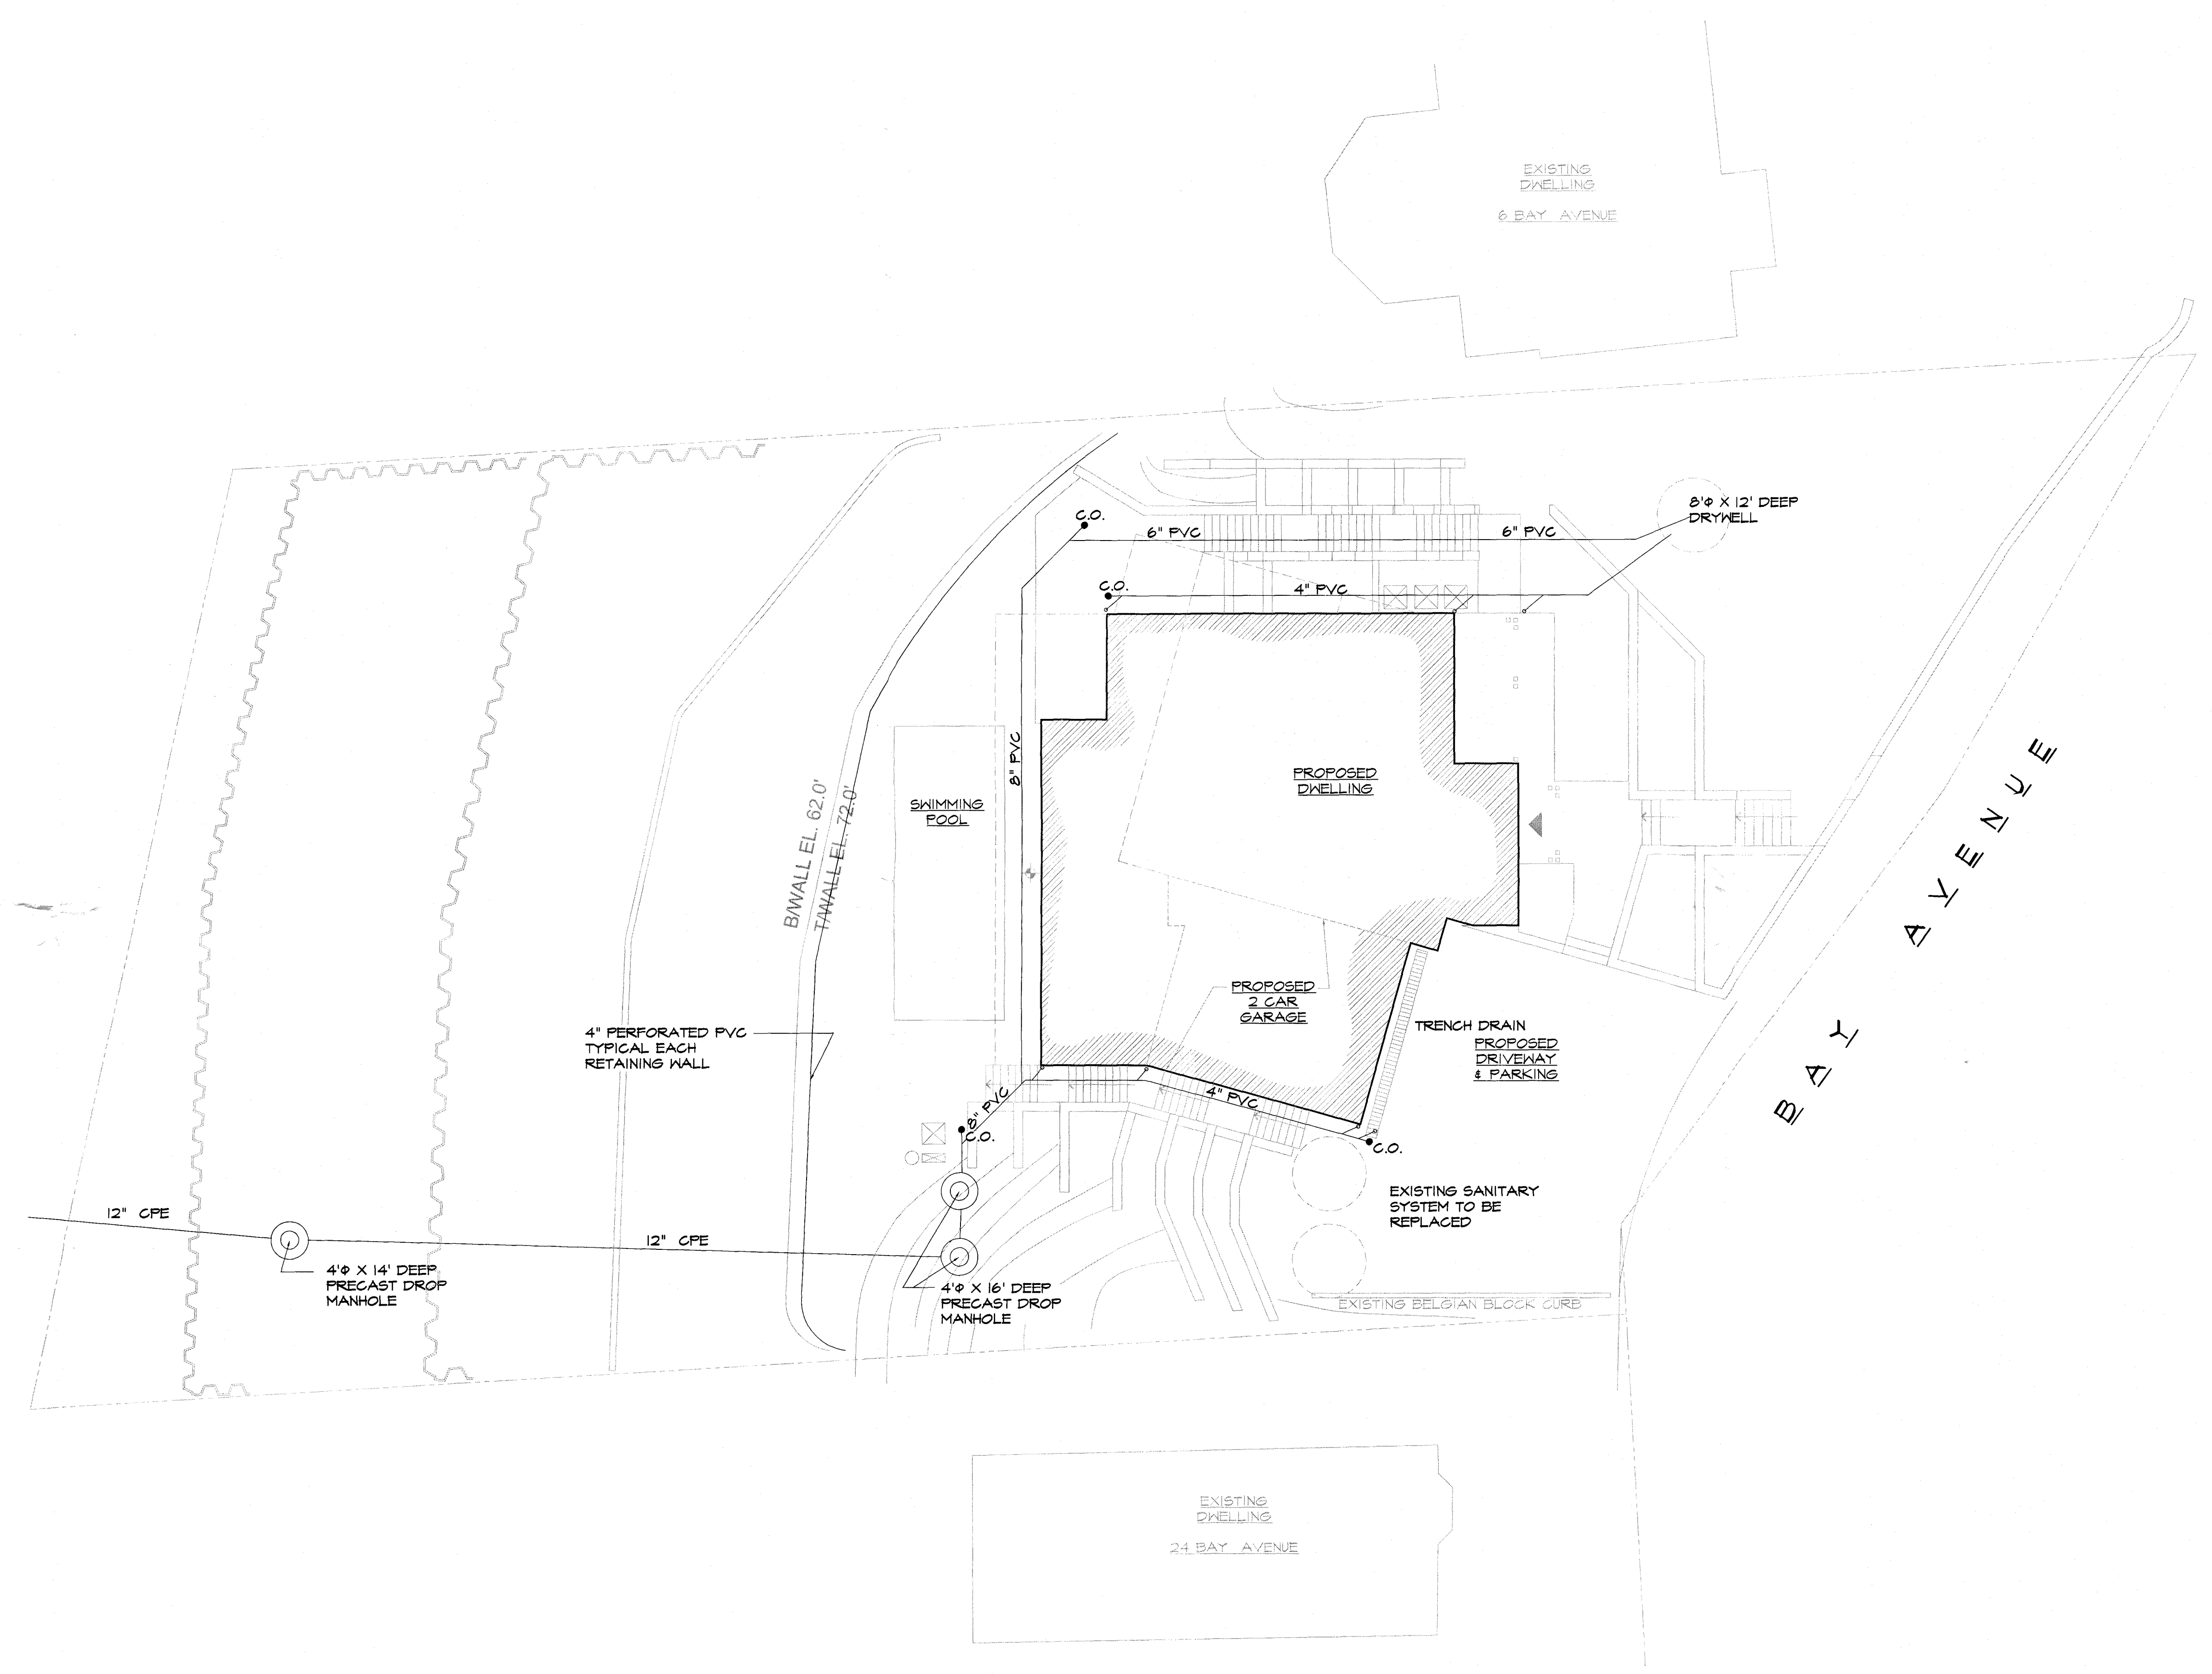 EXISTING
DWELLING
6 BAY AVENUE
8'Φ X 12' DEEP
DRYWELL
C.O.
6" PVC
6" PVC
C.O.
4" PVC
8" PVC
SWIMMING
POOL
PROPOSED
DWELLING
B/WALL EL. 62.0'
T/WALL EL. 72.0'
BAY AVENUE
PROPOSED
2 CAR
GARAGE
4" PERFORATED PVC
TYPICAL EACH
RETAINING WALL
TRENCH DRAIN
PROPOSED
DRIVEWAY
& PARKING
8" PVC
4" PVC
C.O.
C.O.
EXISTING SANITARY
SYSTEM TO BE
REPLACED
12" CPE
12" CPE
4'Φ X 14' DEEP
PRECAST DROP
MANHOLE
4'Φ X 16' DEEP
PRECAST DROP
MANHOLE
EXISTING BELGIAN BLOCK CURB
EXISTING
DWELLING
24 BAY AVENUE